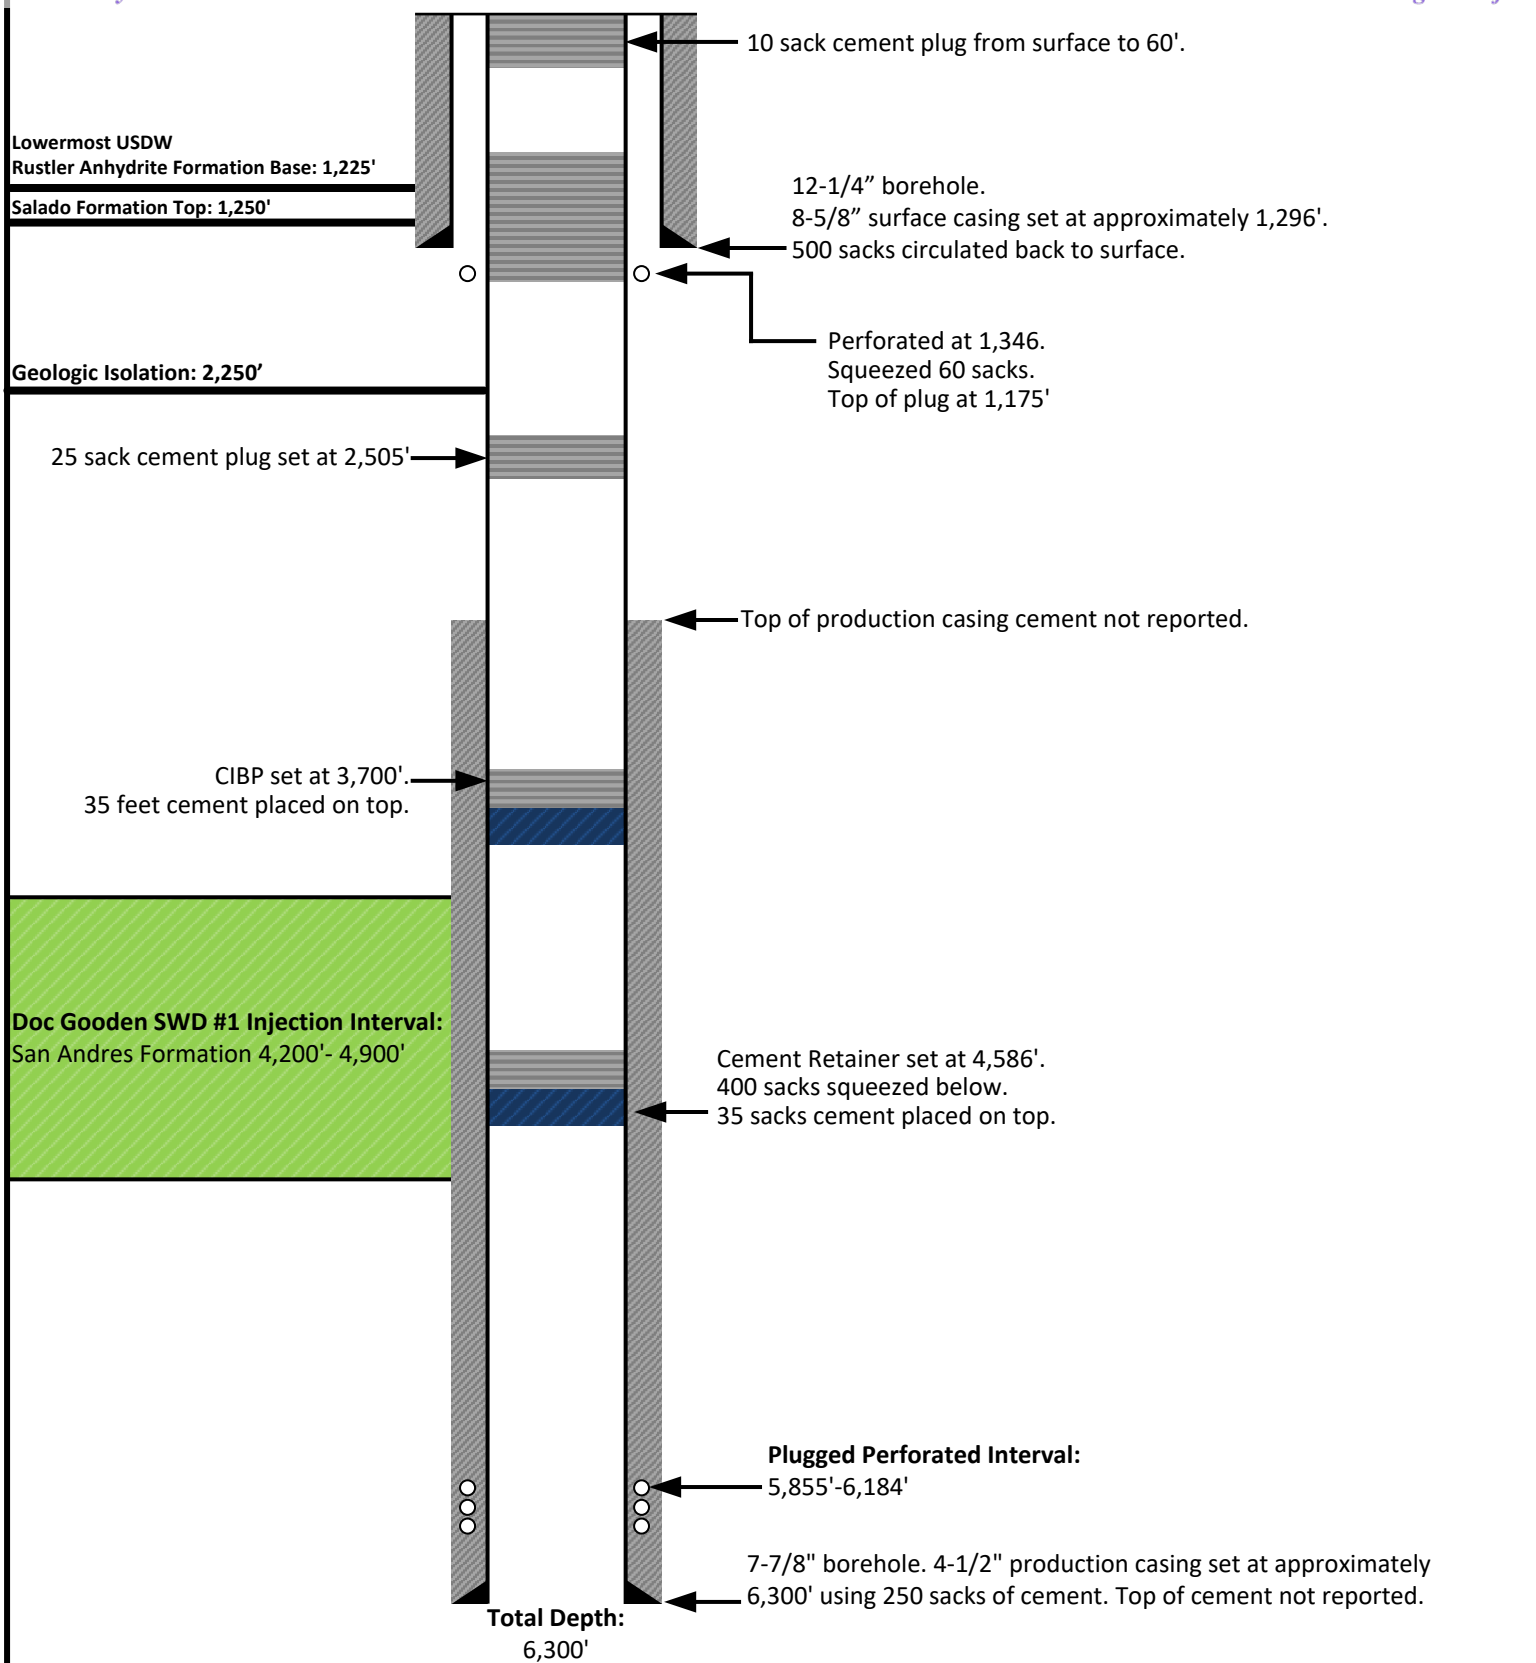 10 sack cement plug from surface to 60'.
Lowermost USDW
Rustler Anhydrite Formation Base: 1,225'
Salado Formation Top: 1,250'
12-1/4” borehole.
8-5/8” surface casing set at approximately 1,296’.
500 sacks circulated back to surface.
Perforated at 1,346.
Squeezed 60 sacks.
Top of plug at 1,175'
Geologic Isolation: 2,250’
25 sack cement plug set at 2,505'
Top of production casing cement not reported.
CIBP set at 3,700'.
35 feet cement placed on top.
Doc Gooden SWD #1 Injection Interval:
San Andres Formation 4,200'- 4,900'
Cement Retainer set at 4,586’.
400 sacks squeezed below.
35 sacks cement placed on top.
Plugged Perforated Interval:
5,855'-6,184'
7-7/8" borehole. 4-1/2" production casing set at approximately
6,300' using 250 sacks of cement. Top of cement not reported.
Total Depth:
6,300'